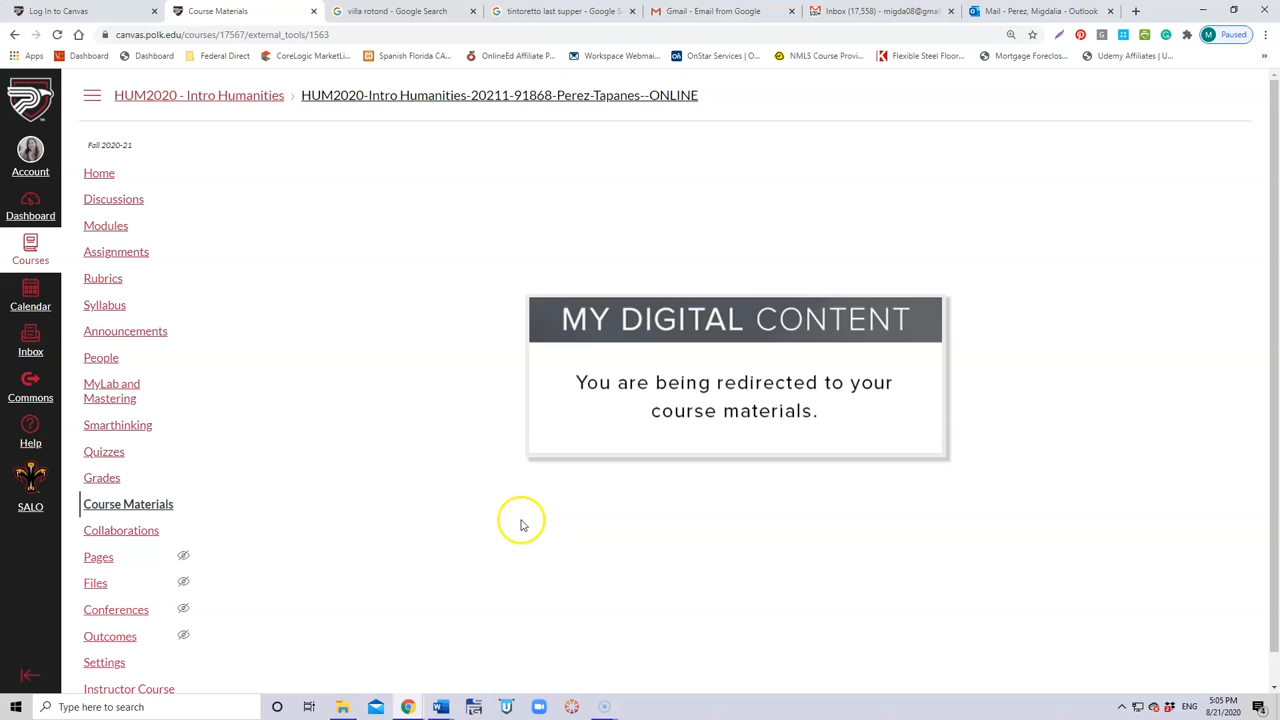 Log in to canvas.polk.edu
Course Materials
villa rotond - Google Search
tintoretto last supper - Google S
Gmail - Email from Google
Inbox (17,558) - migda08@gmail
Mail - Perez, Migdalia - Outlook
canvas.polk.edu/courses/17567/external_tools/1563
M Paused
Apps
Dashboard
Dashboard
Federal Direct
CoreLogic MarketLi...
Spanish Florida CA...
OnlineEd Affiliate P...
Workspace Webmai...
OnStar Services | O...
NMLS Course Provi...
Flexible Steel Floor...
Mortgage Foreclos...
Udemy Affiliates | U...
»
HUM2020 - Intro Humanities › HUM2020-Intro Humanities-20211-91868-Perez-Tapanes--ONLINE
Account
Dashboard
Courses
Calendar
Inbox
Commons
Help
SALO
Fall 2020-21
Home
Discussions
Modules
Assignments
Rubrics
Syllabus
Announcements
People
MyLab and
Mastering
Smarthinking
Quizzes
Grades
Course Materials
Collaborations
Pages
Files
Conferences
Outcomes
Settings
Instructor Course
MY DIGITAL CONTENT
You are being redirected to your
course materials.
Type here to search
ENG
5:05 PM
8/21/2020
4